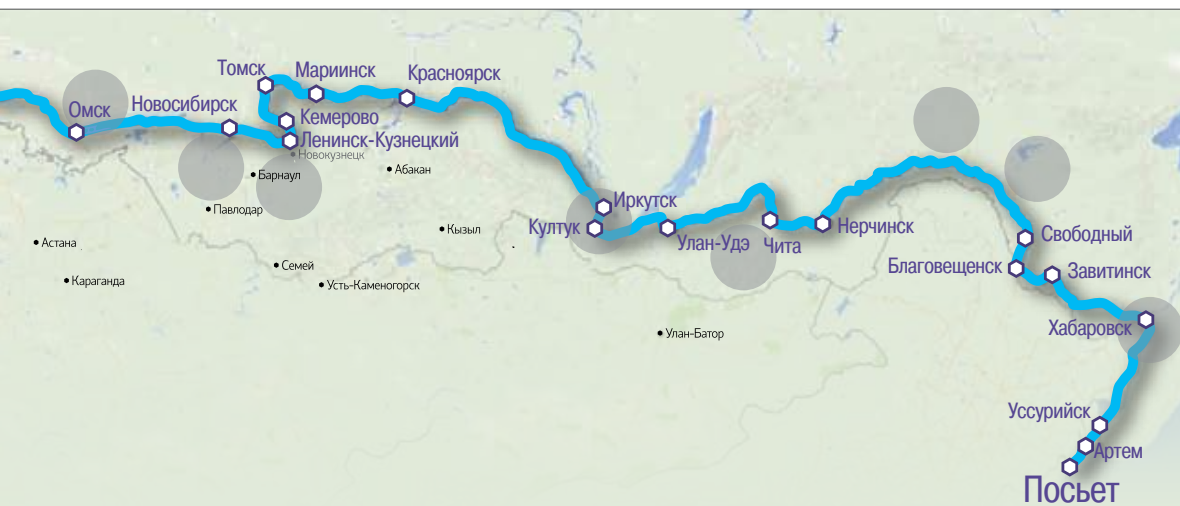 Томск
Мариинск
Красноярск
Омск
Новосибирск
Кемерово
Ленинск-Кузнецкий
Новокузнецк
Барнаул
Абакан
Павлодар
Кызыл
Астана
Семей
Караганда
Усть-Каменогорск
Иркутск
Култук
Улан-Удэ
Чита
Нерчинск
Улан-Батор
Свободный
Благовещенск
Завитинск
Хабаровск
Уссурийск
Артем
Посьет